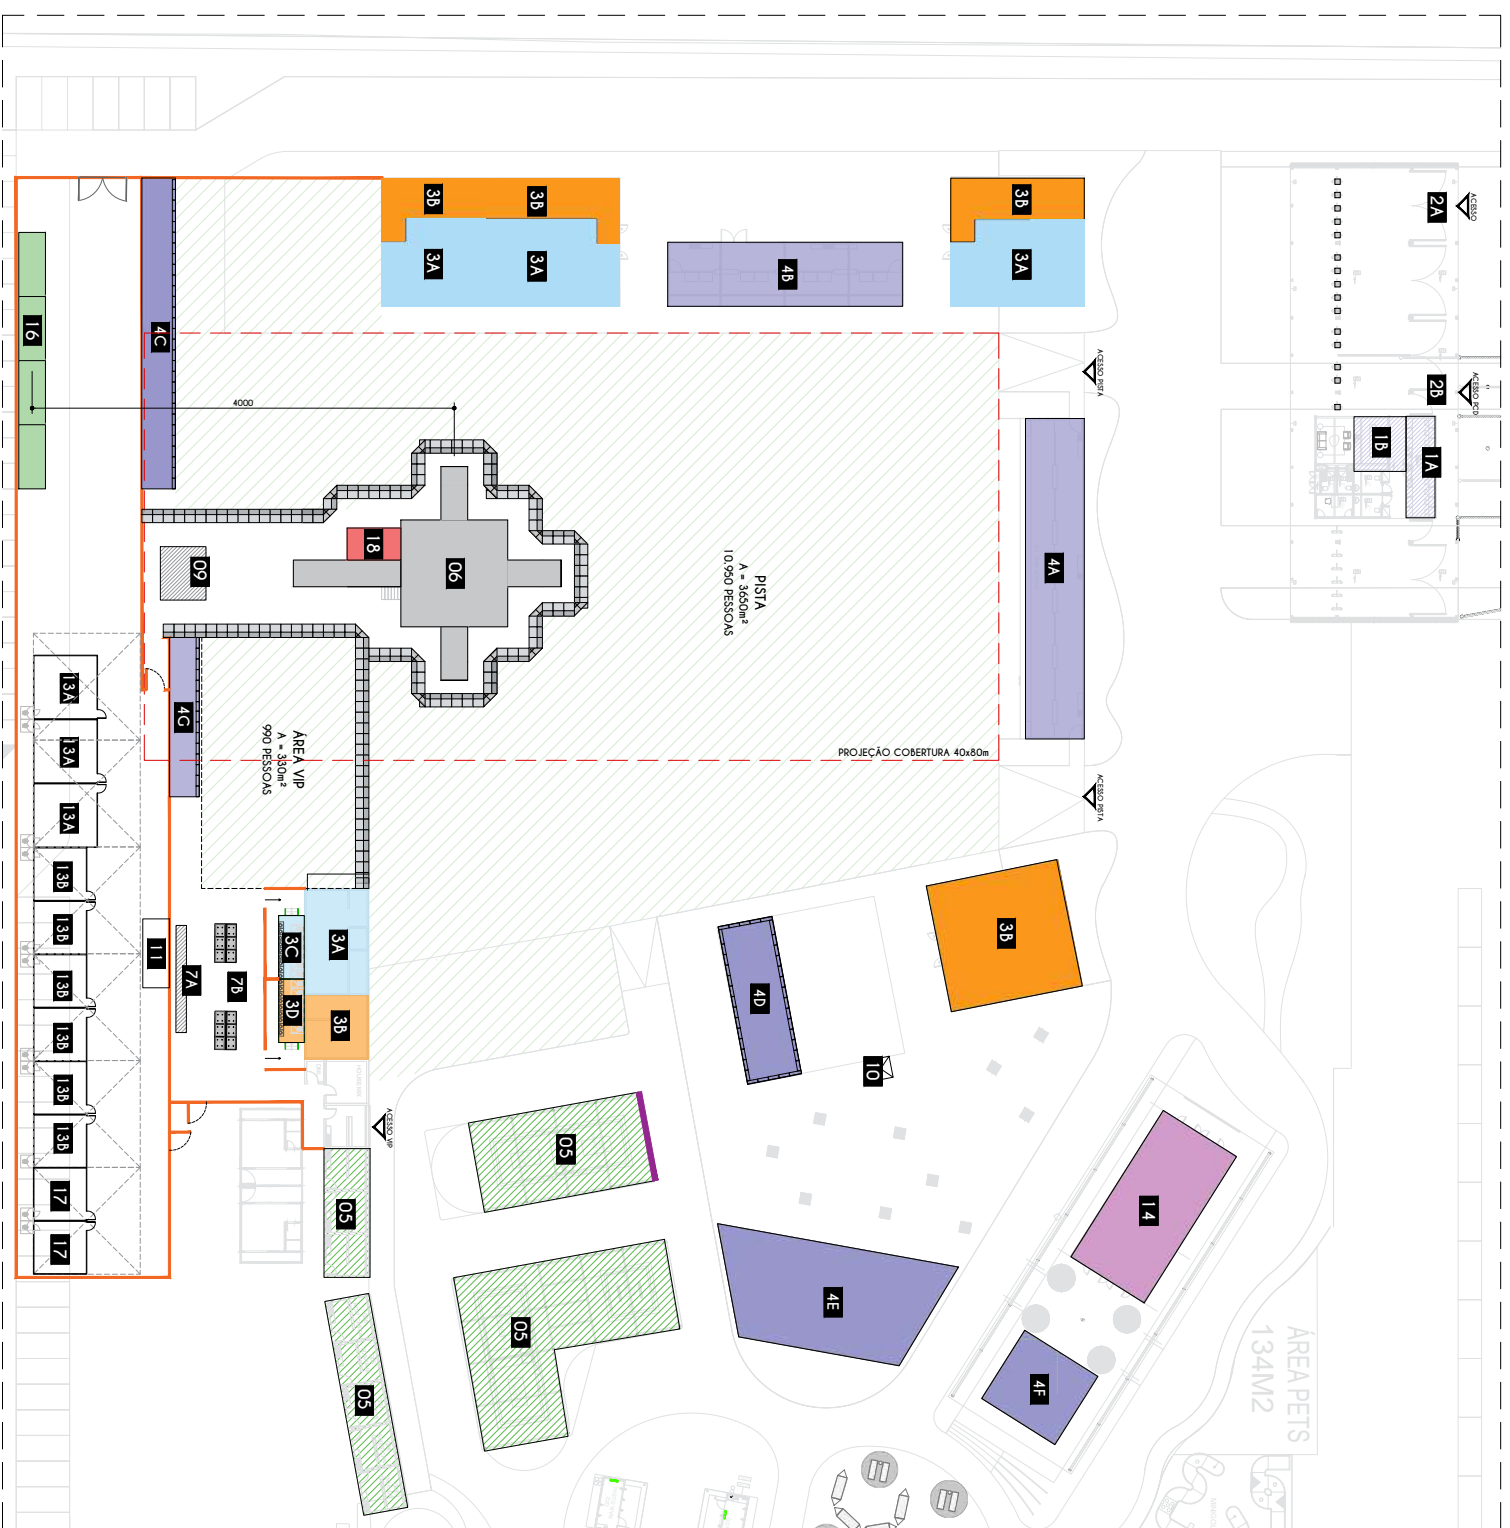 2A
ACESSO
3B
3B
3B
3A
3A
3A
4B
16
4C
ACESSO PISTA
2B
ACESSO PCD
1B
1A
4000
PISTA
A = 3650m²
10.950 PESSOAS
18
06
09
4A
13A
13A
13A
4G
ÁREA VIP
A = 330m²
990 PESSOAS
PROJEÇÃO COBERTURA 40x80m
ACESSO PISTA
13B
13B
13B
13B
13B
13B
17
17
11
7A
7B
3C
3D
3A
3B
4D
3B
10
ACESSO VIP
05
05
05
05
4E
14
4F
ÁREA PETS
134M2